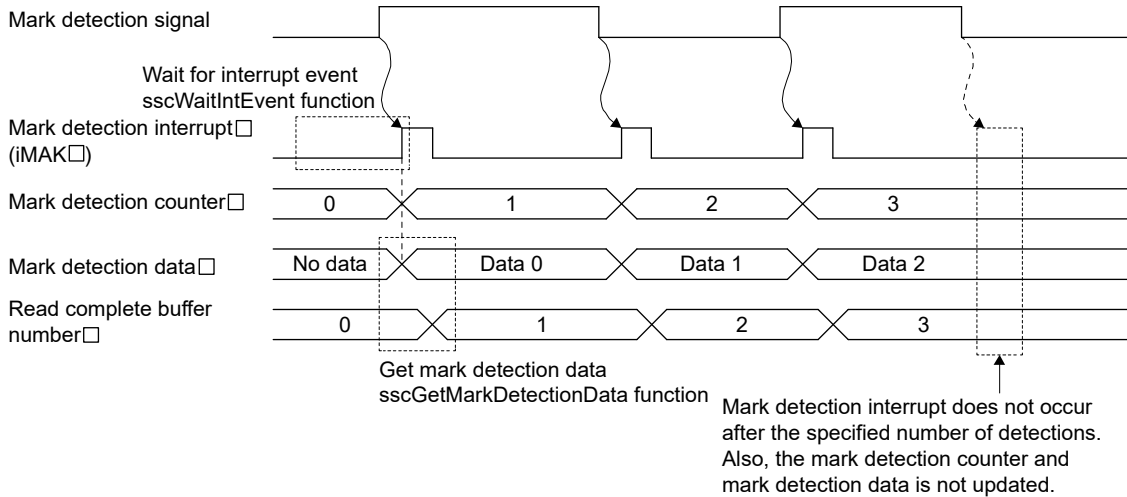 Mark detection signal
Wait for interrupt event
sscWaitIntEvent function
Mark detection interrupt□
(iMAK□)
Mark detection counter□
0 1 2 3
Mark detection data□
No data Data 0 Data 1 Data 2
Read complete buffer
number□
0 1 2 3
Get mark detection data
sscGetMarkDetectionData function
Mark detection interrupt does not occur
after the specified number of detections.
Also, the mark detection counter and
mark detection data is not updated.